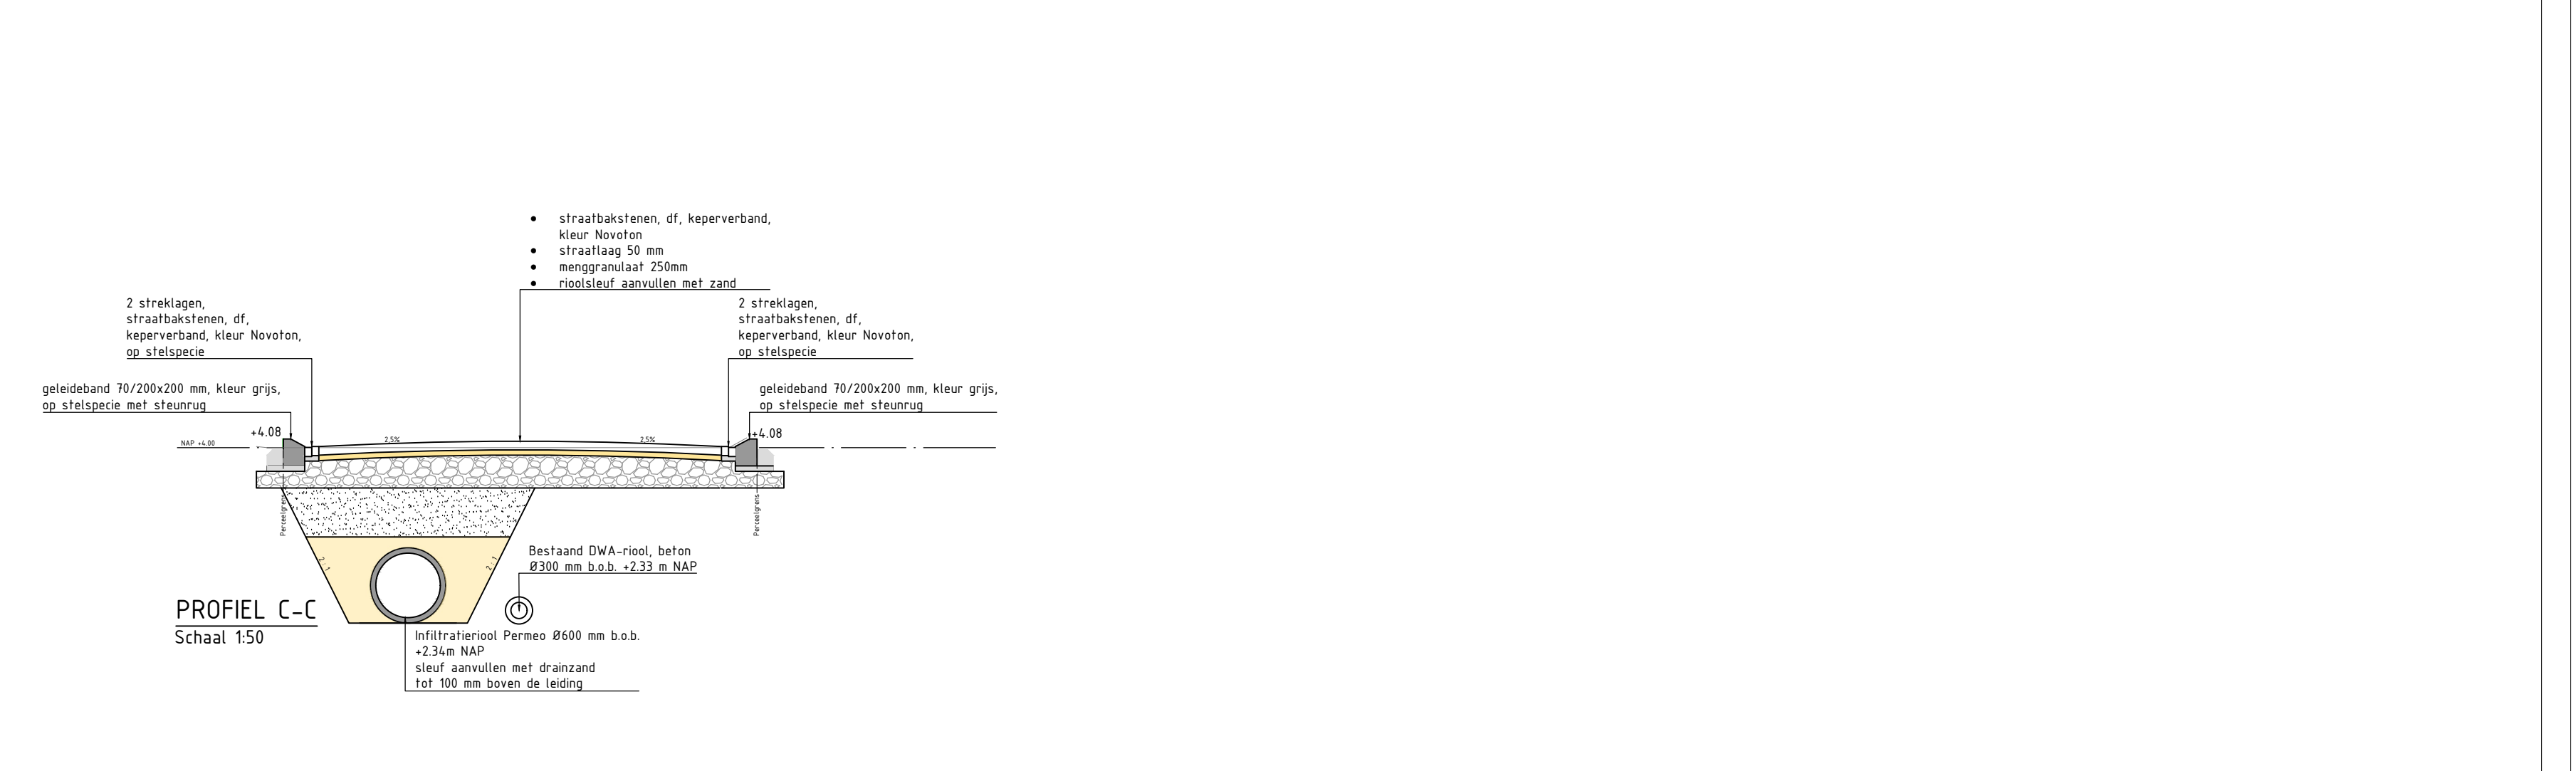 • straatbakstenen, df, keperverband,
kleur Novoton
• straatlaag 50 mm
• menggranulaat 250mm
• rioolsleuf aanvullen met zand
2 streklagen,
straatbakstenen, df,
keperverband, kleur Novoton,
op stelspecie
2 streklagen,
straatbakstenen, df,
keperverband, kleur Novoton,
op stelspecie
geleideband 70/200x200 mm, kleur grijs,
op stelspecie met steunrug
geleideband 70/200x200 mm, kleur grijs,
op stelspecie met steunrug
+4.08
+4.08
NAP +4.00
2.5%
2.5%
Perceelgrens
Perceelgrens
2 : 1
2 : 1
Bestaand DWA-riool, beton
Ø300 mm b.o.b. +2.33 m NAP
PROFIEL C-C
Schaal 1:50
Infiltratieriool Permeo Ø600 mm b.o.b.
+2.34m NAP
sleuf aanvullen met drainzand
tot 100 mm boven de leiding